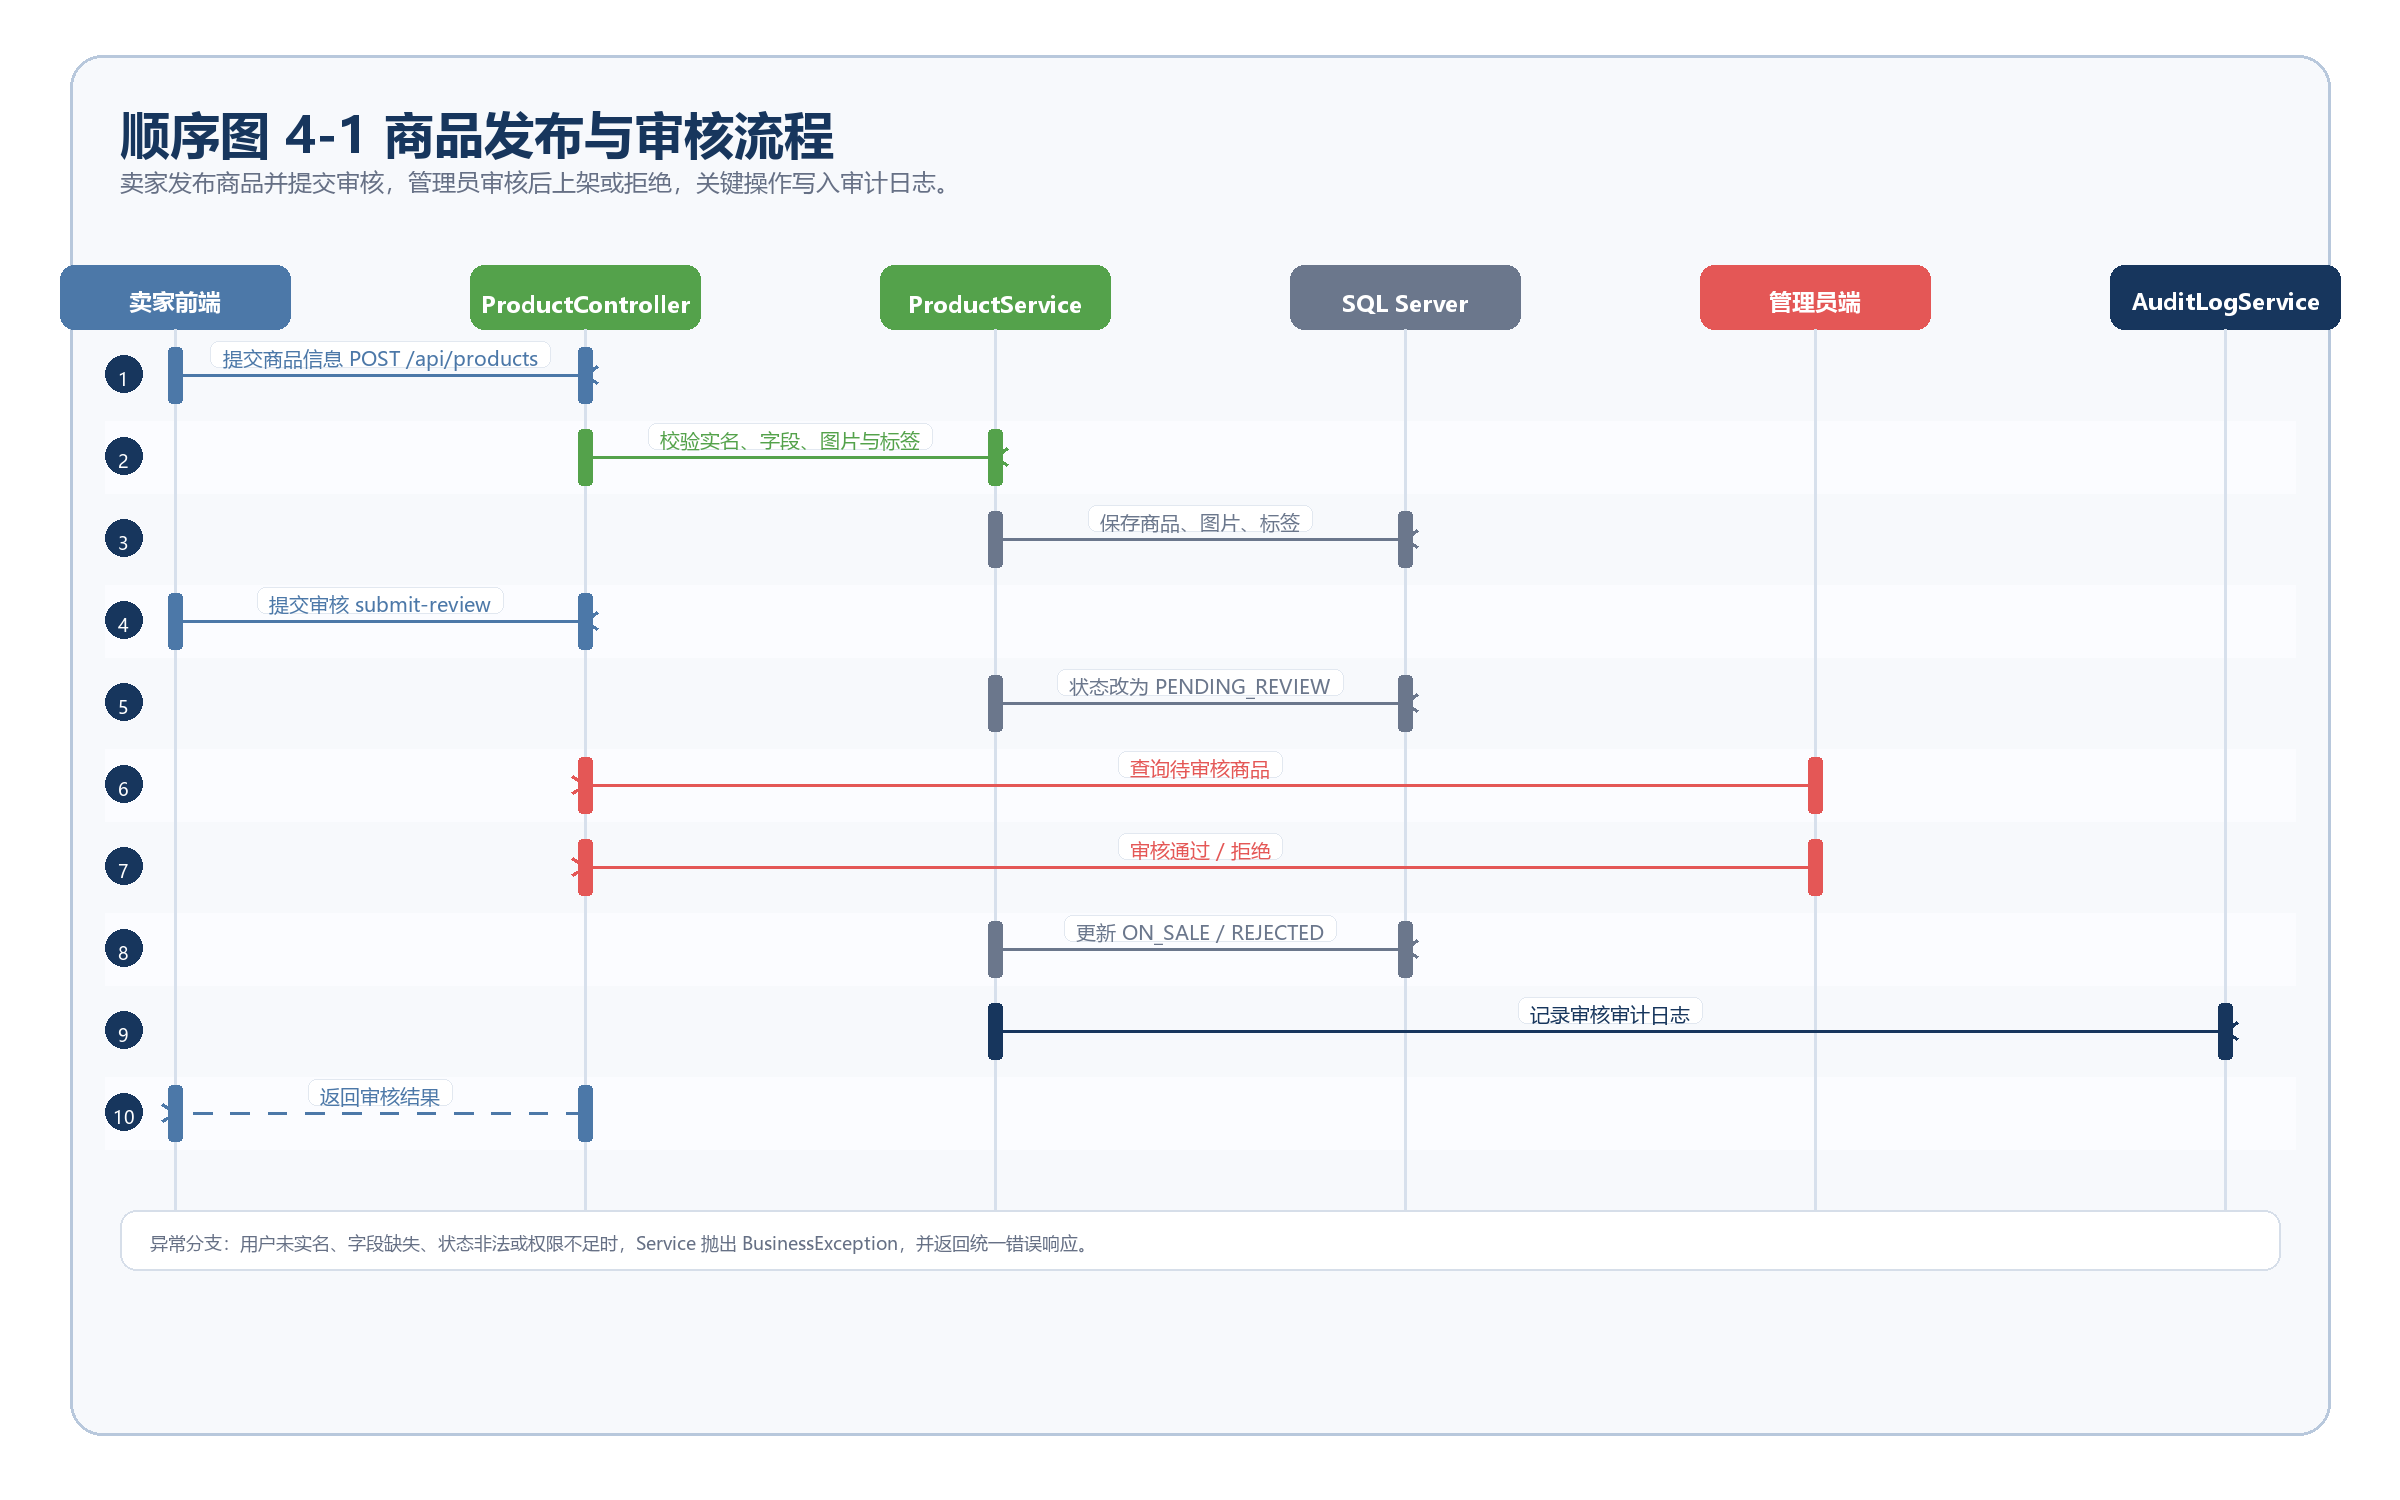 顺序图 4-1 商品发布与审核流程
卖家发布商品并提交审核，管理员审核后上架或拒绝，关键操作写入审计日志。
卖家前端
ProductController
ProductService
SQL Server
管理员端
AuditLogService
1
提交商品信息 POST /api/products
2
校验实名、字段、图片与标签
3
保存商品、图片、标签
4
提交审核 submit-review
5
状态改为 PENDING_REVIEW
6
查询待审核商品
7
审核通过 / 拒绝
8
更新 ON_SALE / REJECTED
9
记录审核审计日志
10
返回审核结果
异常分支：用户未实名、字段缺失、状态非法或权限不足时，Service 抛出 BusinessException，并返回统一错误响应。